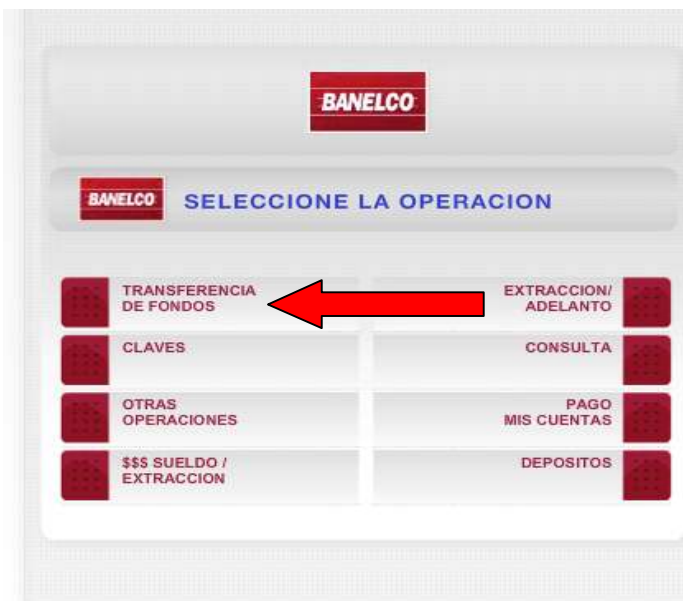 BANELCO
BANELCO SELECCIONE LA OPERACION
TRANSFERENCIA
DE FONDOS
EXTRACCION/
ADELANTO
CLAVES
CONSULTA
OTRAS
OPERACIONES
PAGO
MIS CUENTAS
$$$ SUELDO /
EXTRACCION
DEPOSITOS